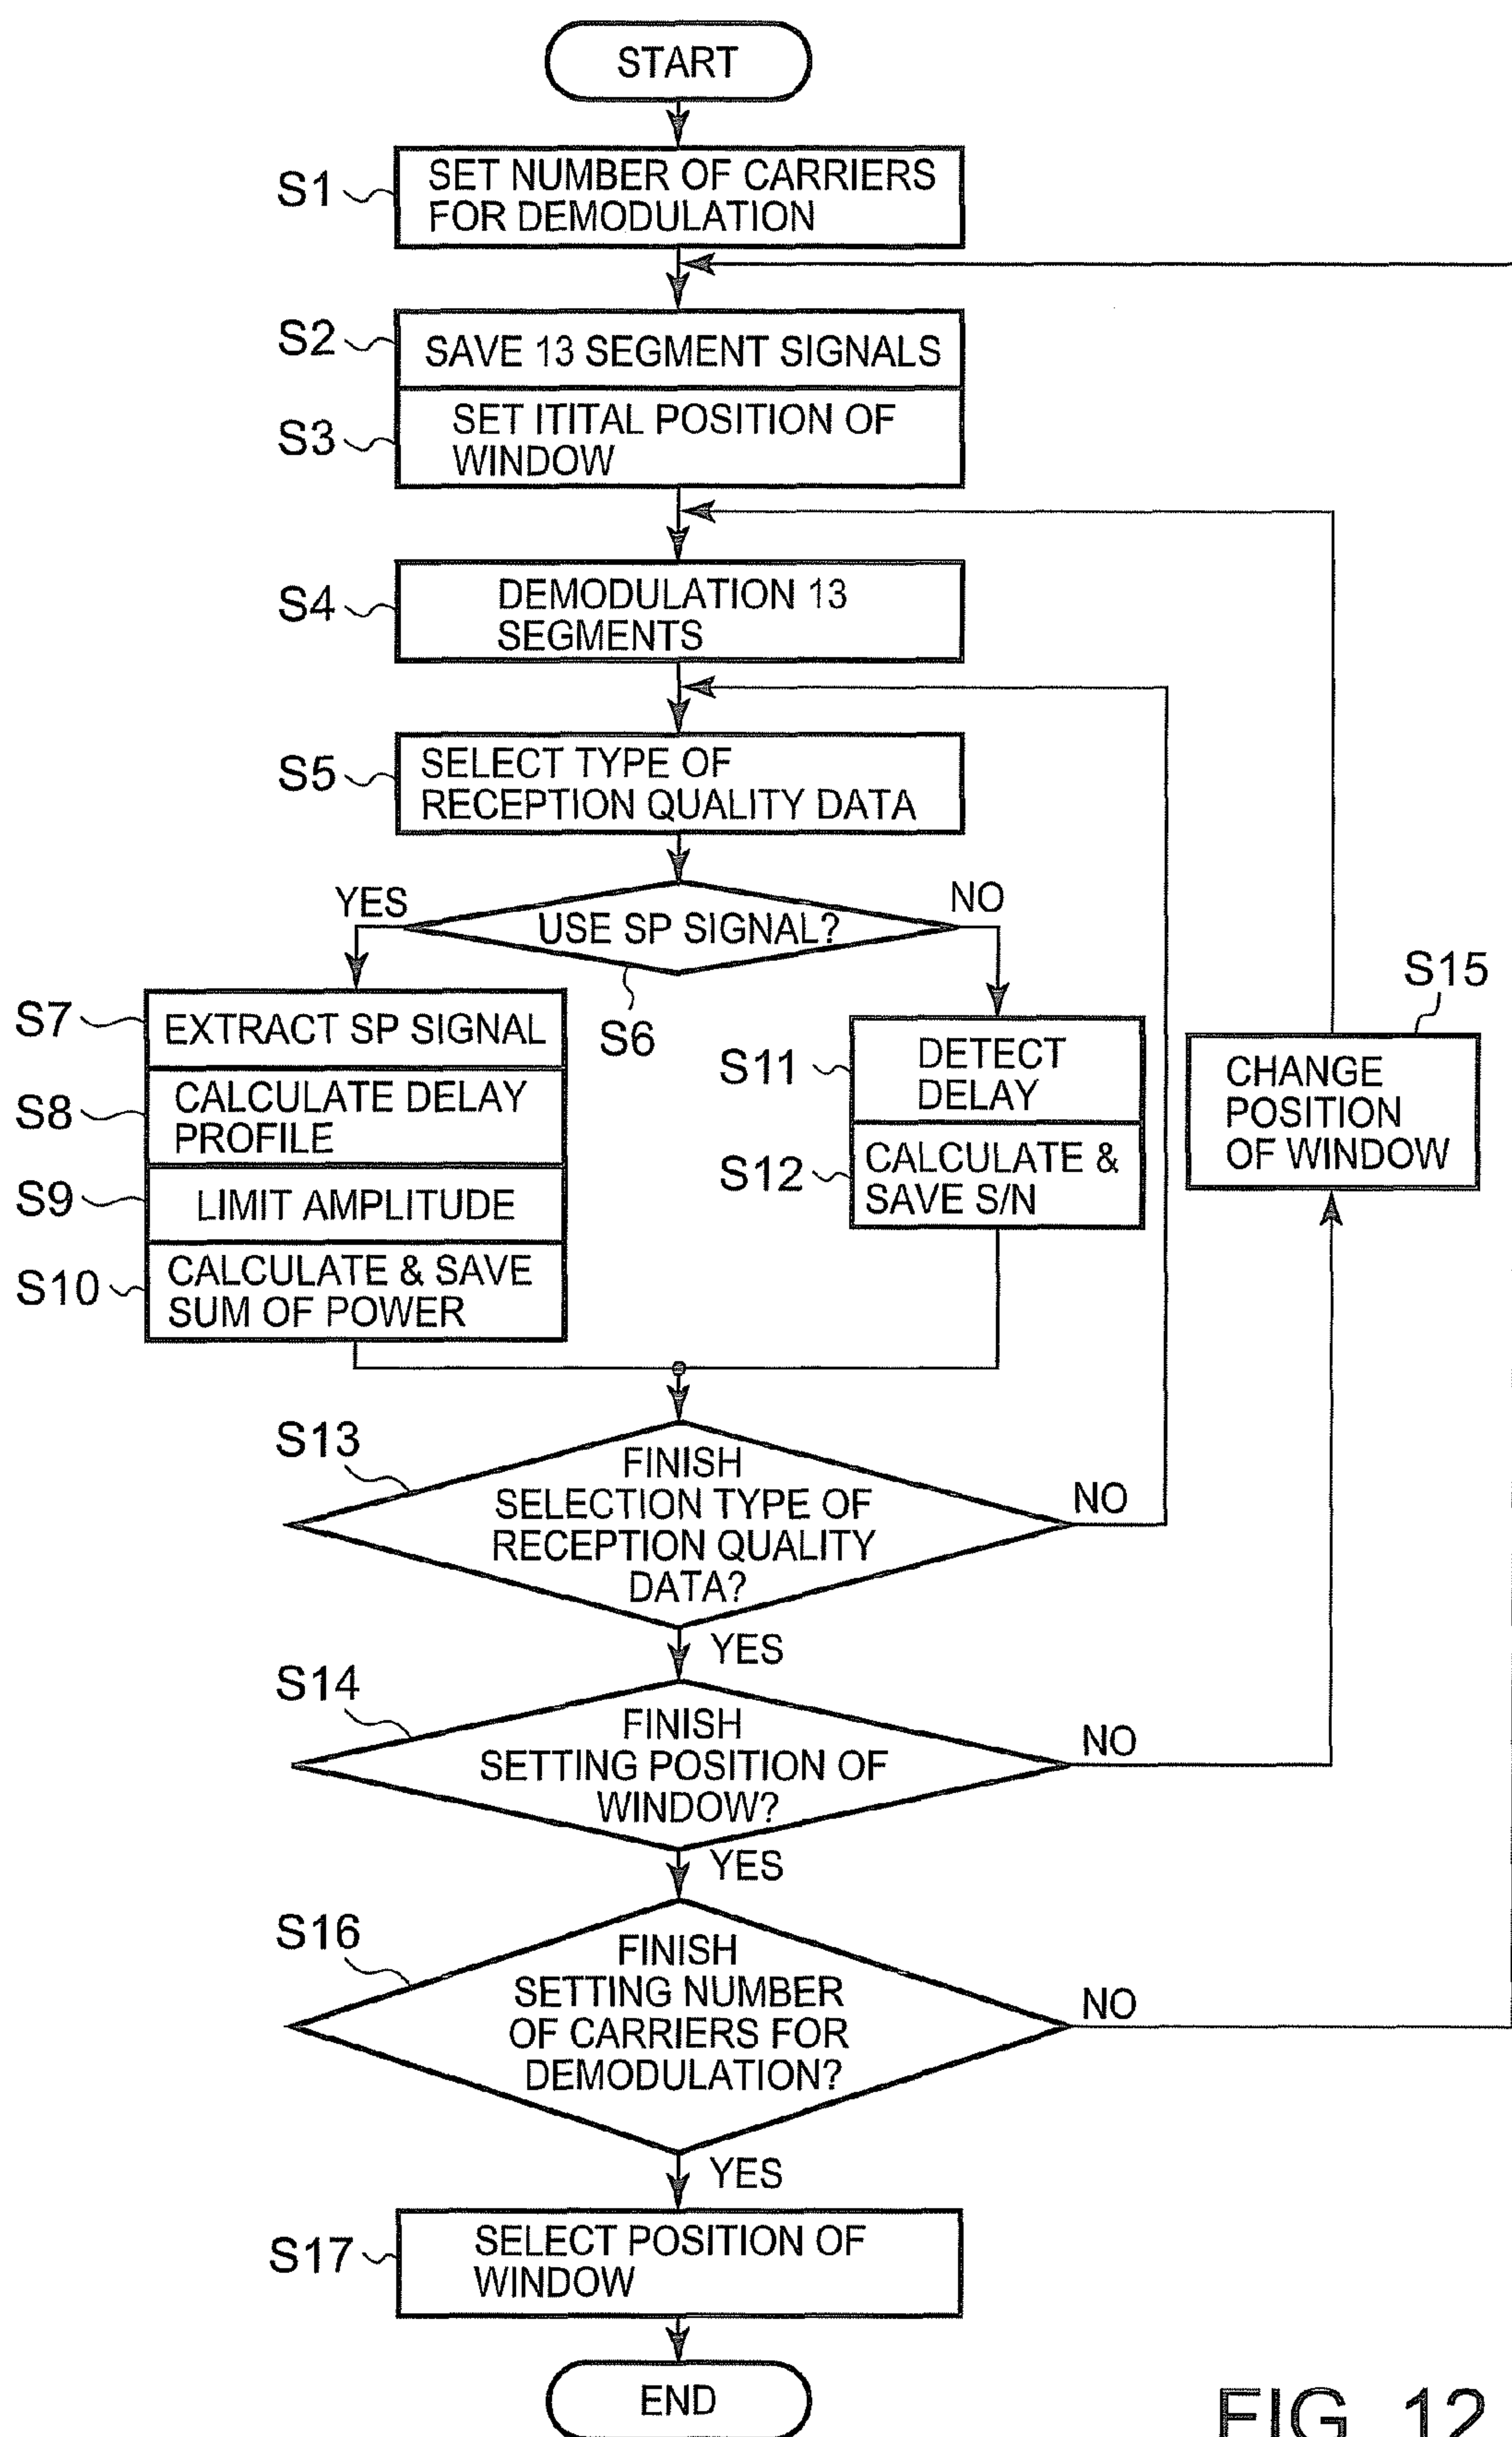 START
S1
SET NUMBER OF CARRIERS
FOR DEMODULATION
S2
SAVE 13 SEGMENT SIGNALS
S3
SET ITITAL POSITION OF
WINDOW
S4
DEMODULATION 13
SEGMENTS
S5
SELECT TYPE OF
RECEPTION QUALITY DATA
YES
USE SP SIGNAL?
NO
S6
S7
EXTRACT SP SIGNAL
S8
CALCULATE DELAY
PROFILE
S9
LIMIT AMPLITUDE
S10
CALCULATE & SAVE
SUM OF POWER
S11
DETECT
DELAY
S12
CALCULATE &
SAVE S/N
S15
CHANGE
POSITION
OF WINDOW
S13
FINISH
SELECTION TYPE OF
RECEPTION QUALITY
DATA?
NO
YES
S14
FINISH
SETTING POSITION OF
WINDOW?
NO
YES
S16
FINISH
SETTING NUMBER
OF CARRIERS FOR
DEMODULATION?
NO
YES
S17
SELECT POSITION OF
WINDOW
END
FIG. 12